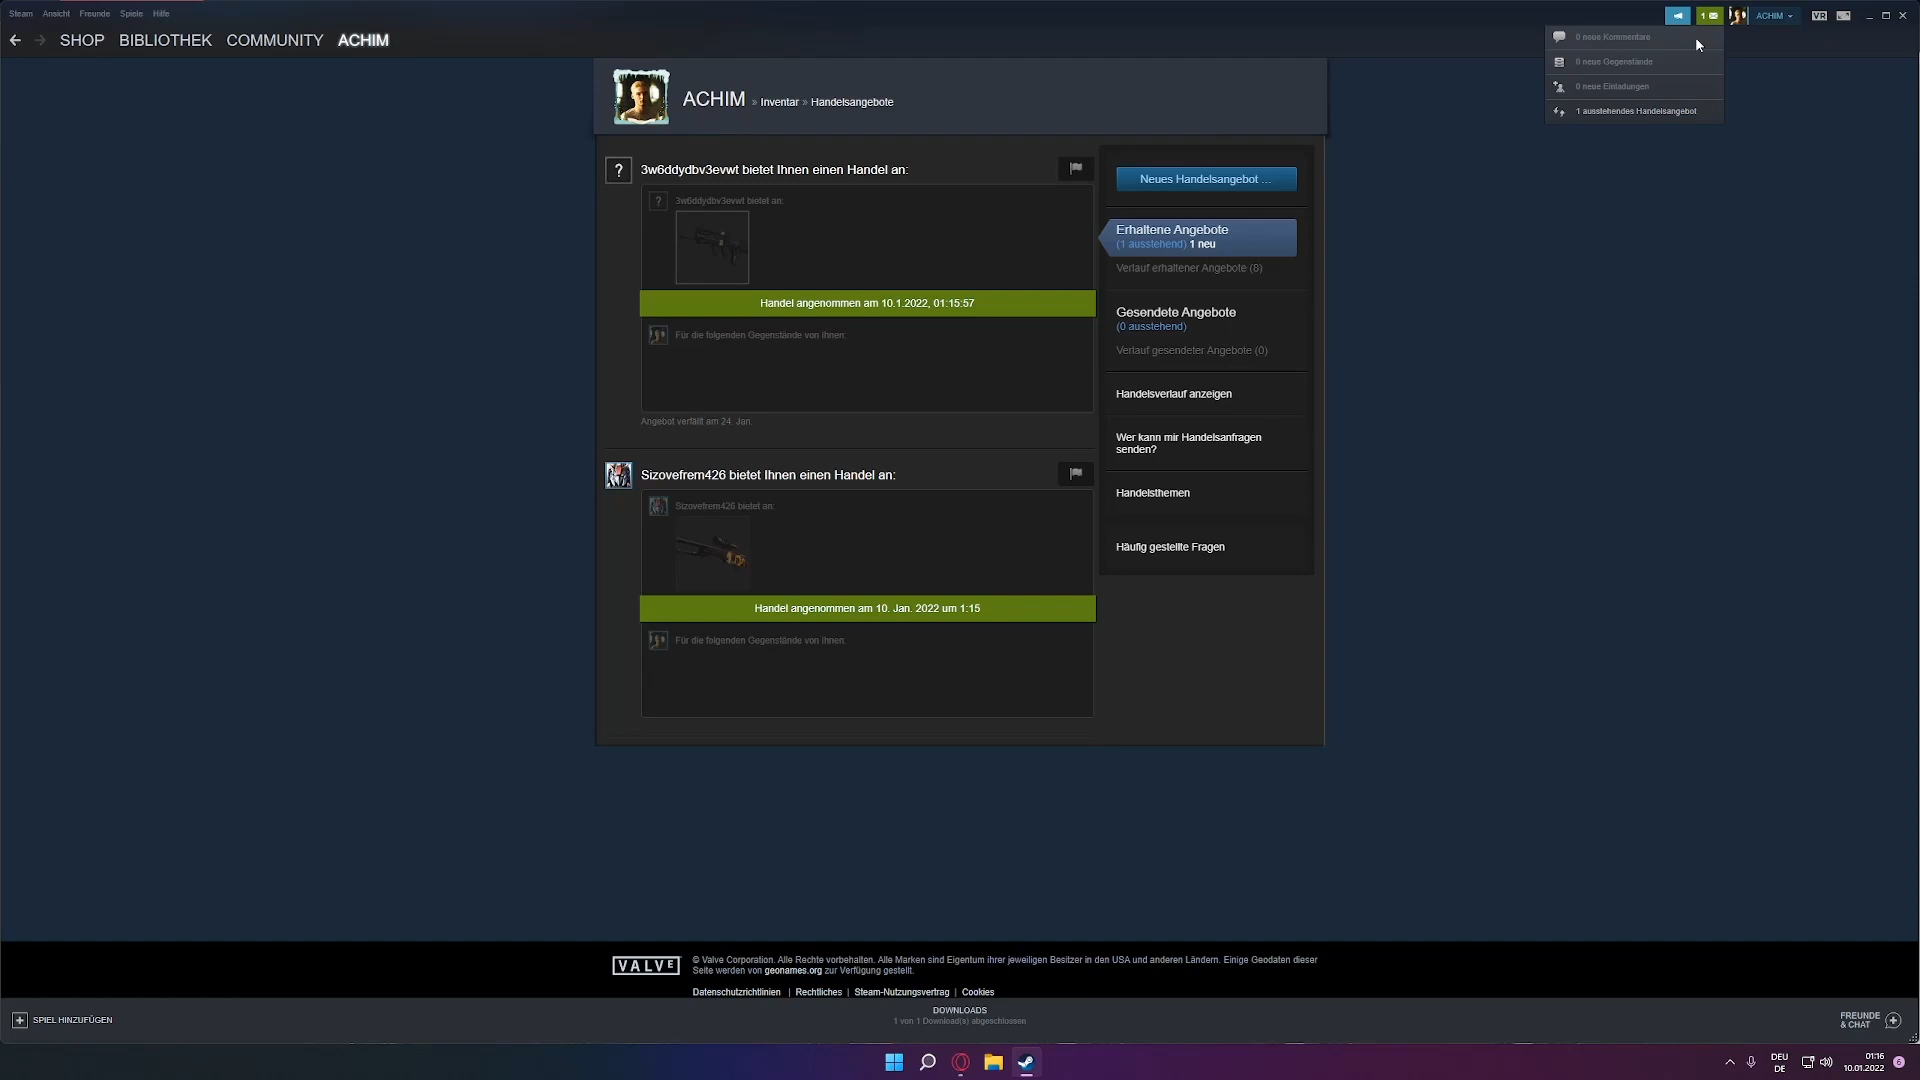 Steam Ansicht Freunde Spiele Hilfe
1 ACHIM VR
SHOP BIBLIOTHEK COMMUNITY ACHIM
0 neue Kommentare
0 neue Gegenstände
0 neue Einladungen
1 ausstehendes Handelsangebot
ACHIM » Inventar » Handelsangebote
? 3w6ddydbv3evwt bietet Ihnen einen Handel an:
? 3w6ddydbv3evwt bietet an:
Handel angenommen am 10.1.2022, 01:15:57
Für die folgenden Gegenstände von Ihnen:
Angebot verfällt am 24. Jan.
Sizovefrem426 bietet Ihnen einen Handel an:
Sizovefrem426 bietet an:
Handel angenommen am 10. Jan. 2022 um 1:15
Für die folgenden Gegenstände von Ihnen:
Neues Handelsangebot ...
Erhaltene Angebote
(1 ausstehend) 1 neu
Verlauf erhaltener Angebote (8)
Gesendete Angebote
(0 ausstehend)
Verlauf gesendeter Angebote (0)
Handelsverlauf anzeigen
Wer kann mir Handelsanfragen
senden?
Handelsthemen
Häufig gestellte Fragen
VALVE
© Valve Corporation. Alle Rechte vorbehalten. Alle Marken sind Eigentum ihrer jeweiligen Besitzer in den USA und anderen Ländern. Einige Geodaten dieser
Seite werden von geonames.org zur Verfügung gestellt.
Datenschutzrichtlinien | Rechtliches | Steam-Nutzungsvertrag | Cookies
SPIEL HINZUFÜGEN
DOWNLOADS
1 von 1 Download(s) abgeschlossen
FREUNDE
& CHAT
DEU
DE
01:16
10.01.2022
6